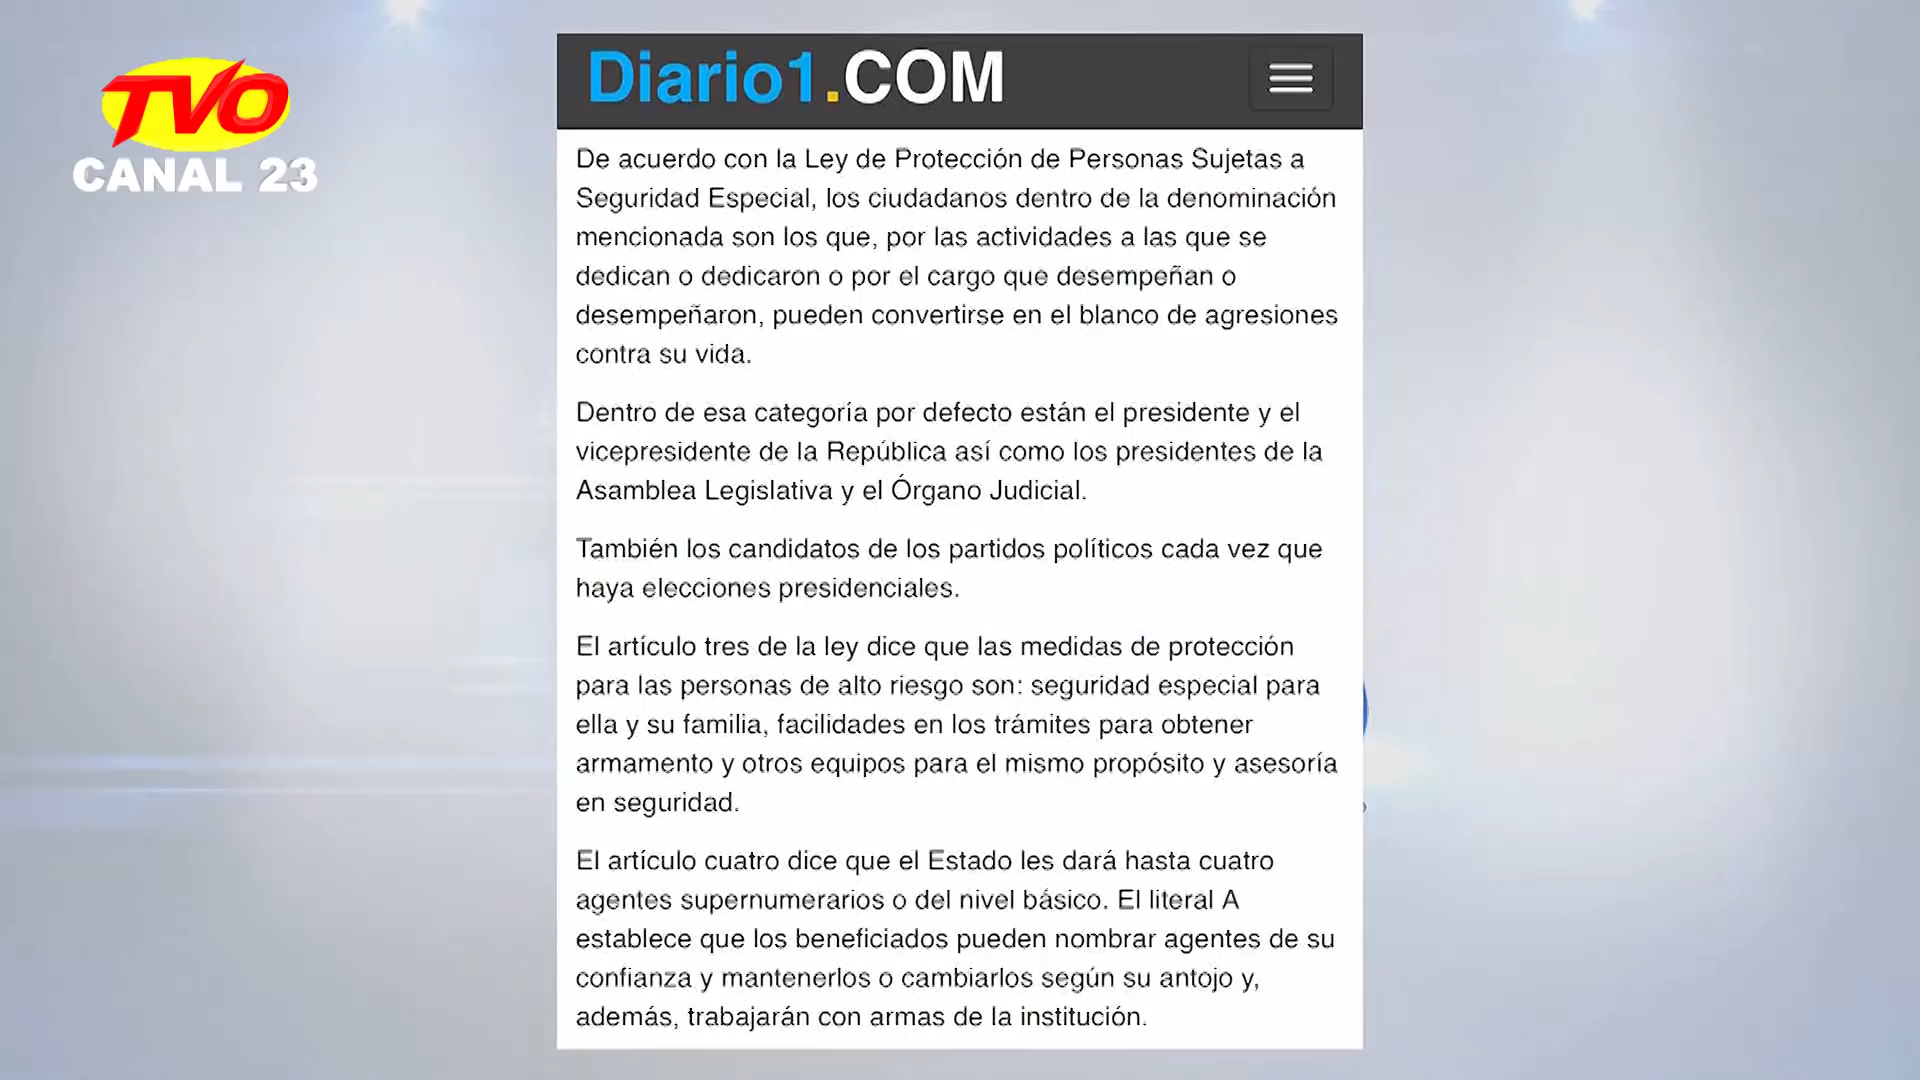 TVO
CANAL 23
Diario1.COM
De acuerdo con la Ley de Protección de Personas Sujetas a
Seguridad Especial, los ciudadanos dentro de la denominación
mencionada son los que, por las actividades a las que se
dedican o dedicaron o por el cargo que desempeñan o
desempeñaron, pueden convertirse en el blanco de agresiones
contra su vida.
Dentro de esa categoría por defecto están el presidente y el
vicepresidente de la República así como los presidentes de la
Asamblea Legislativa y el Órgano Judicial.
También los candidatos de los partidos políticos cada vez que
haya elecciones presidenciales.
El artículo tres de la ley dice que las medidas de protección
para las personas de alto riesgo son: seguridad especial para
ella y su familia, facilidades en los trámites para obtener
armamento y otros equipos para el mismo propósito y asesoría
en seguridad.
El artículo cuatro dice que el Estado les dará hasta cuatro
agentes supernumerarios o del nivel básico. El literal A
establece que los beneficiados pueden nombrar agentes de su
confianza y mantenerlos o cambiarlos según su antojo y,
además, trabajarán con armas de la institución.